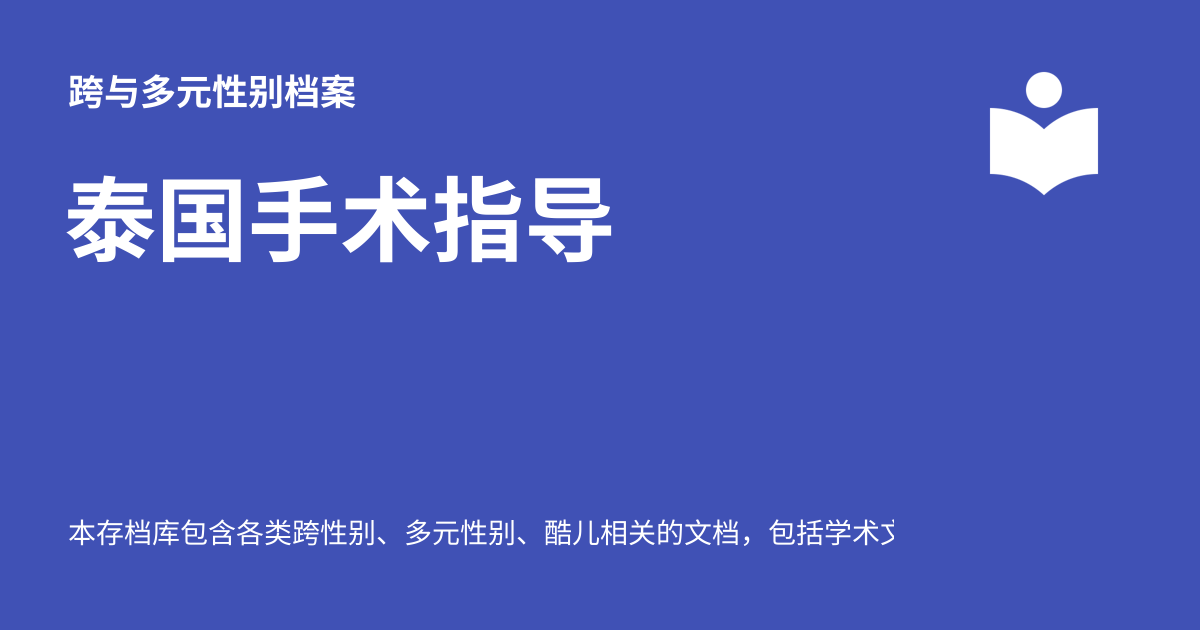 跨与多元性别档案
泰国手术指导
本存档库包含各类跨性别、多元性别、酷儿相关的文档，包括学术